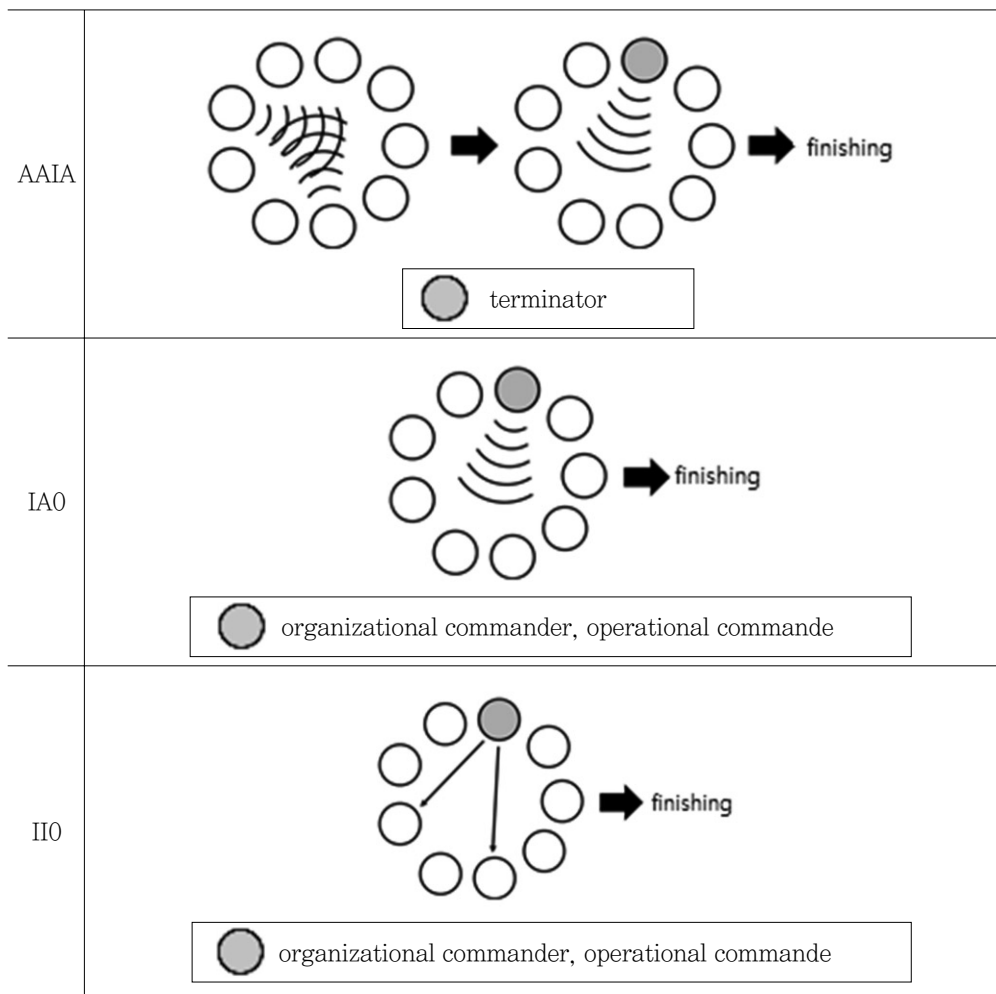 AAIA
finishing
terminator
IA0
finishing
organizational commander, operational commande
II0
finishing
organizational commander, operational commande